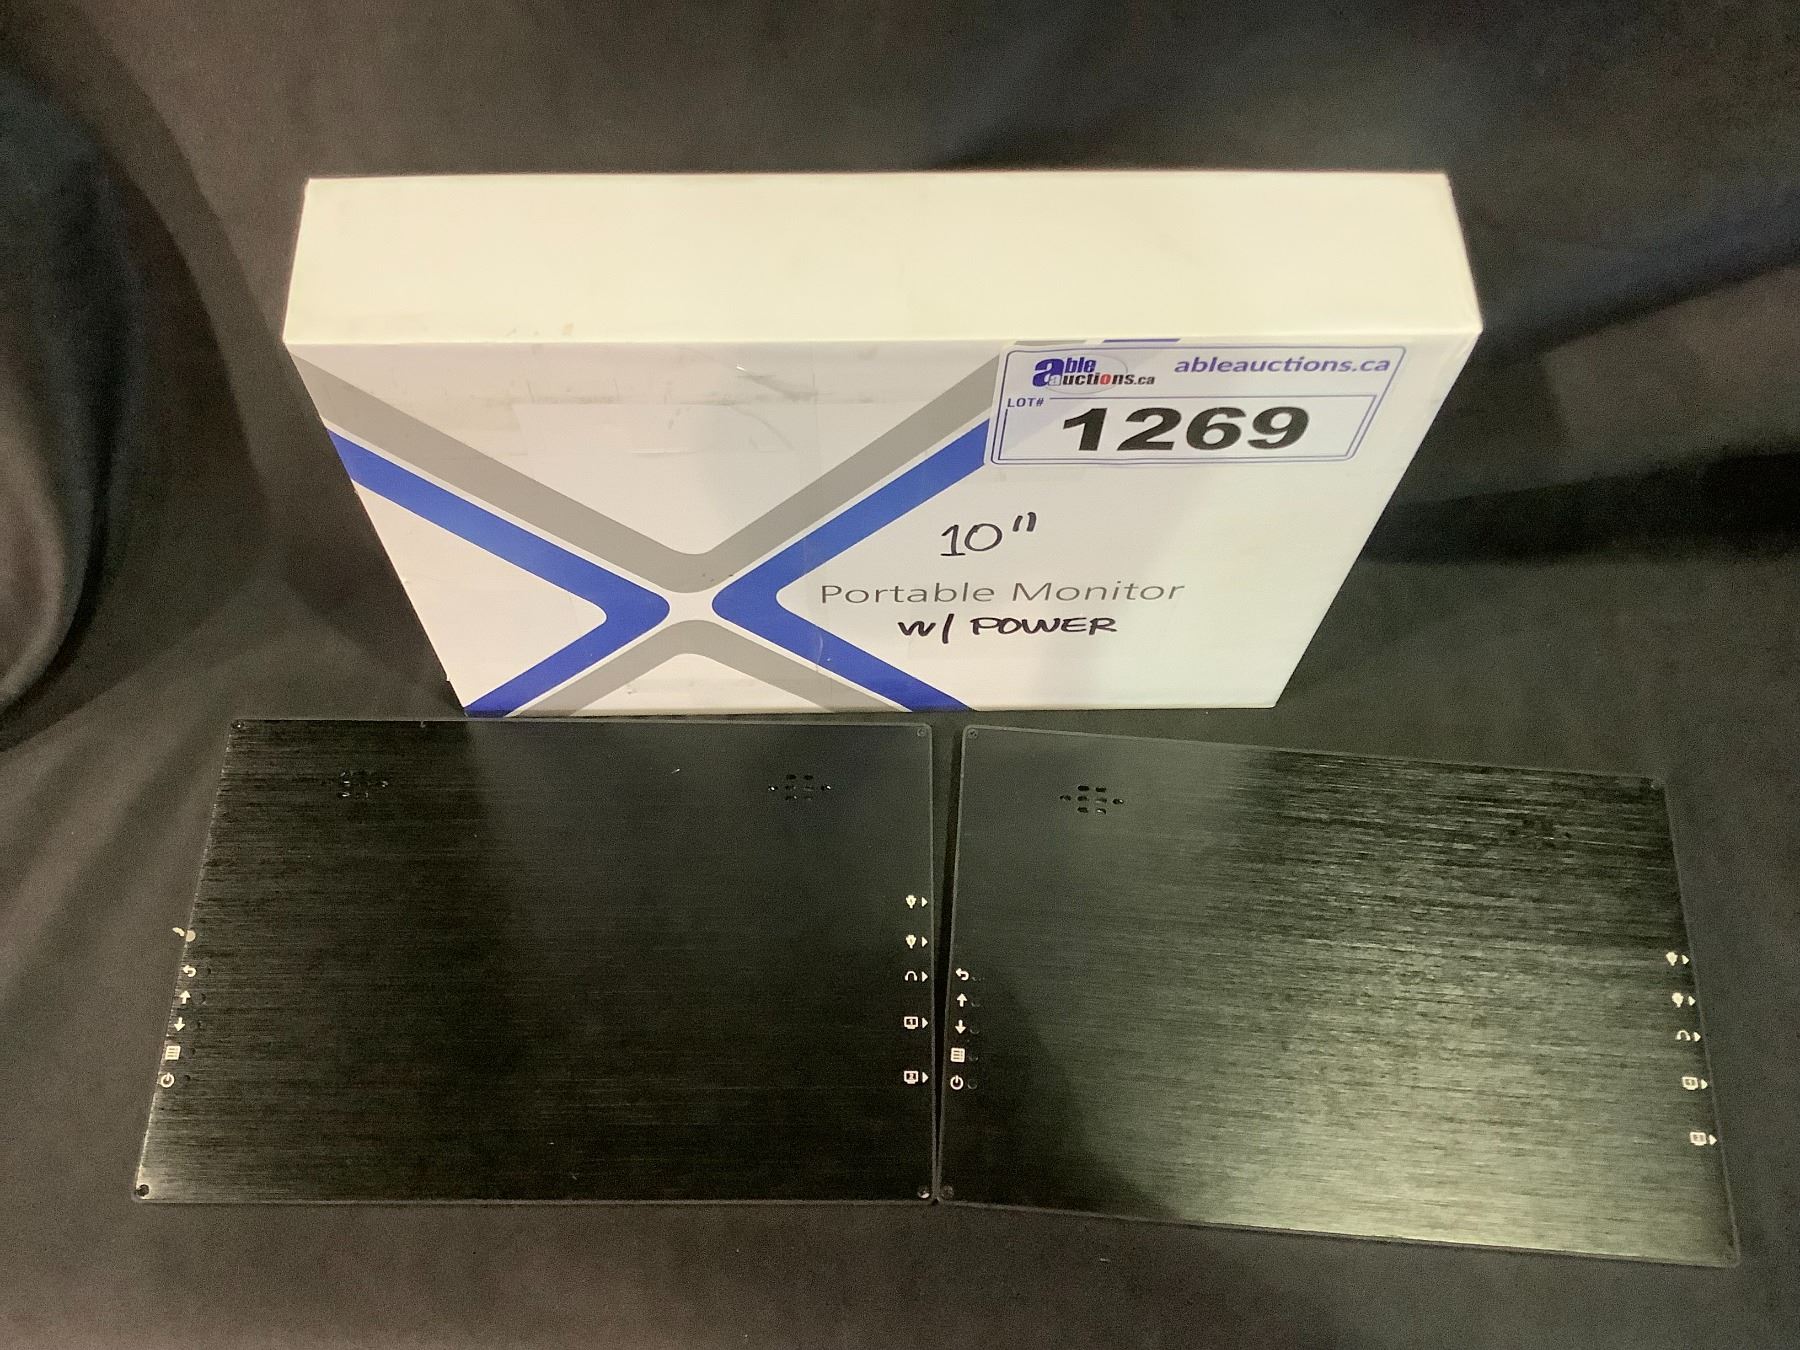 able auctions.ca
ableauctions.ca
LOT#
1269
10"
Portable Monitor
W/ POWER